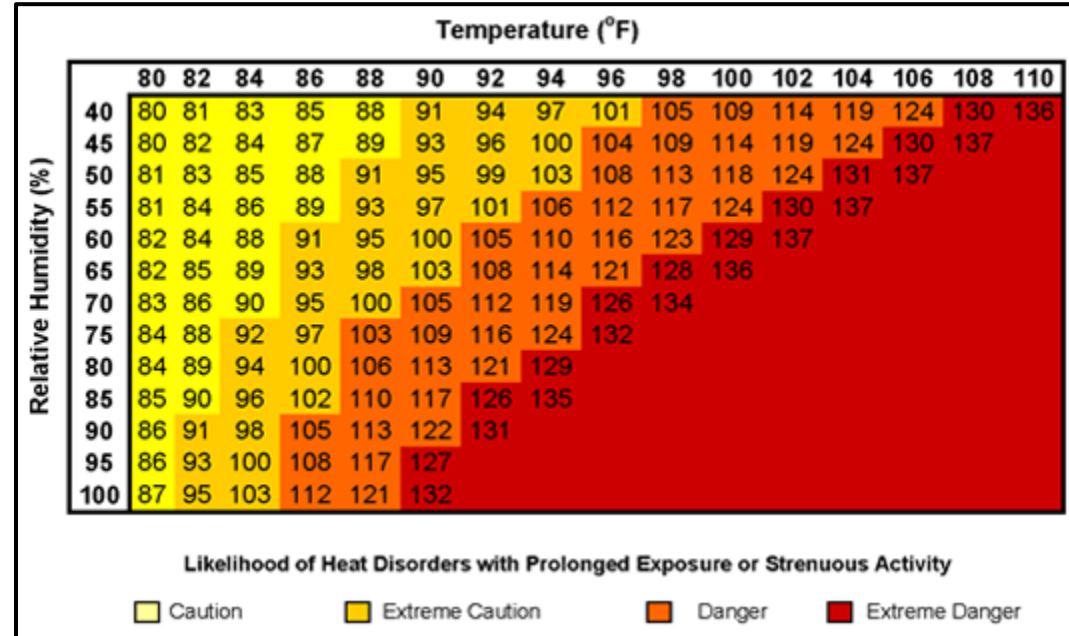 Temperature (°F)
80 82 84 86 88 90 92 94 96 98 100 102 104 106 108 110
Relative Humidity (%)
40 80 81 83 85 88 91 94 97 101 105 109 114 119 124 130 136
45 80 82 84 87 89 93 96 100 104 109 114 119 124 130 137
50 81 83 85 88 91 95 99 103 108 113 118 124 131 137
55 81 84 86 89 93 97 101 106 112 117 124 130 137
60 82 84 88 91 95 100 105 110 116 123 129 137
65 82 85 89 93 98 103 108 114 121 128 136
70 83 86 90 95 100 105 112 119 126 134
75 84 88 92 97 103 109 116 124 132
80 84 89 94 100 106 113 121 129
85 85 90 96 102 110 117 126 135
90 86 91 98 105 113 122 131
95 86 93 100 108 117 127
100 87 95 103 112 121 132
Likelihood of Heat Disorders with Prolonged Exposure or Strenuous Activity
Caution Extreme Caution Danger Extreme Danger